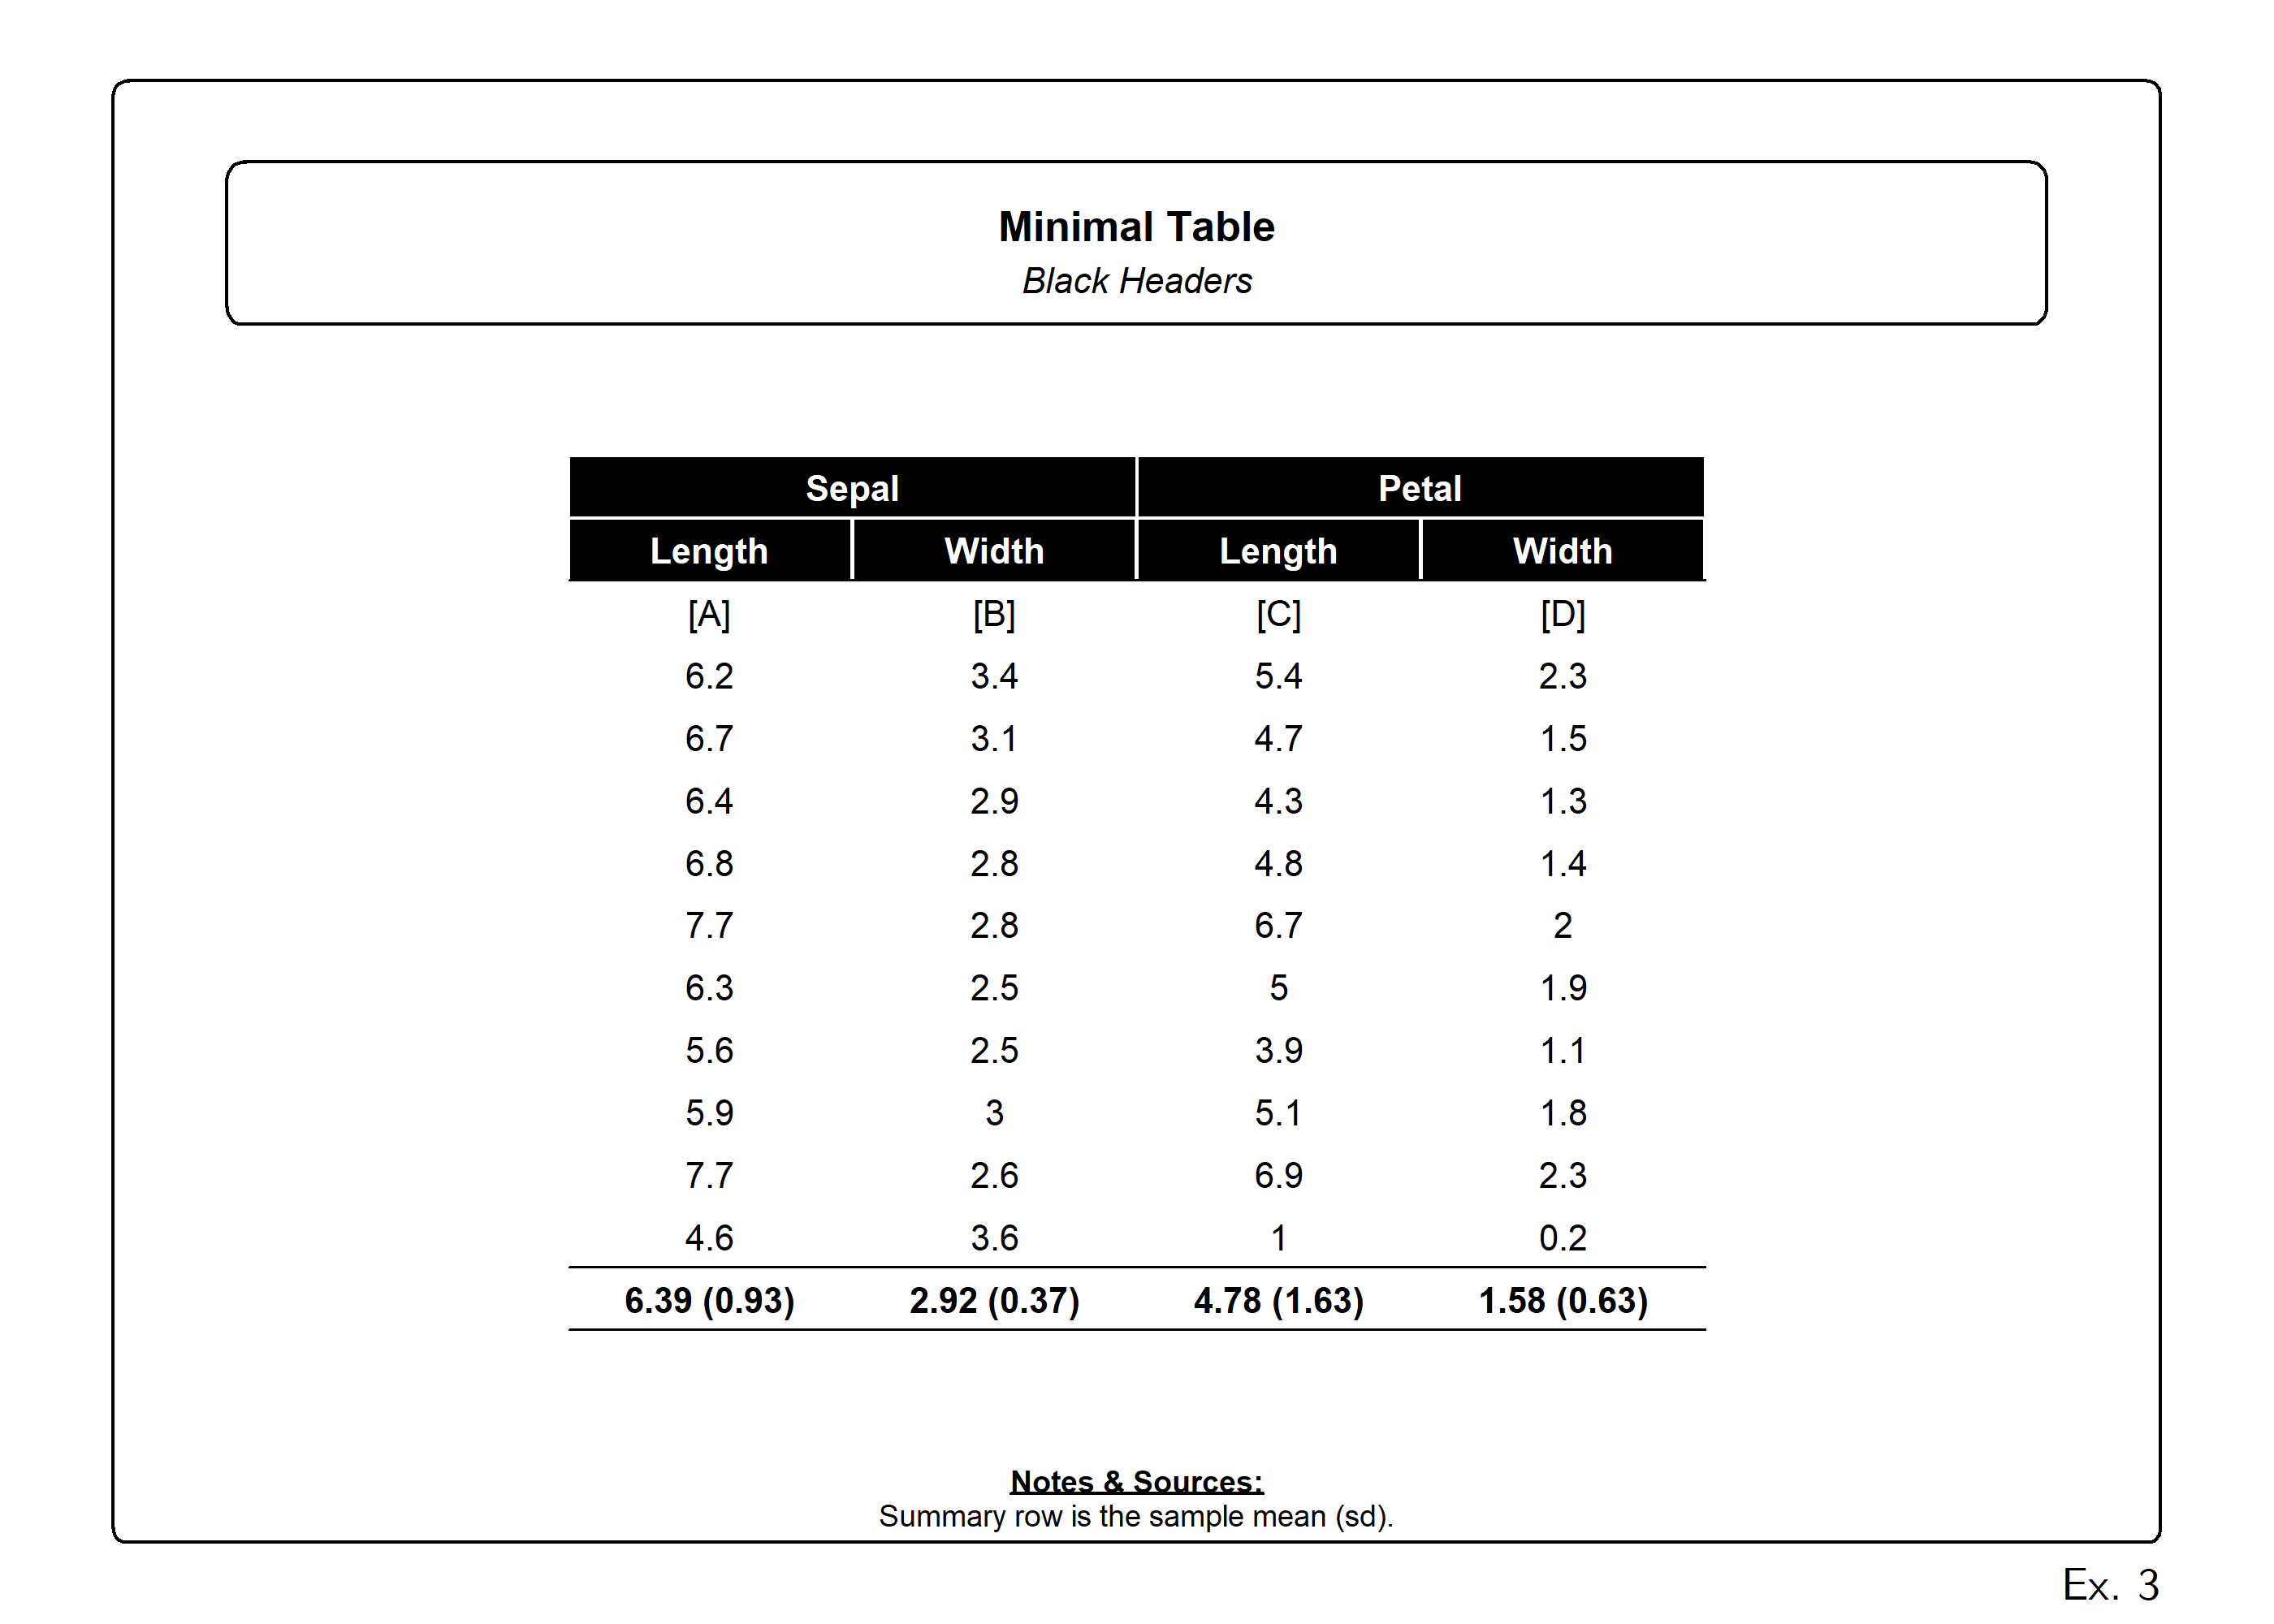 Minimal Table
Black Headers
Sepal Petal
Length Width Length Width
[A] [B] [C] [D]
6.2 3.4 5.4 2.3
6.7 3.1 4.7 1.5
6.4 2.9 4.3 1.3
6.8 2.8 4.8 1.4
7.7 2.8 6.7 2
6.3 2.5 5 1.9
5.6 2.5 3.9 1.1
5.9 3 5.1 1.8
7.7 2.6 6.9 2.3
4.6 3.6 1 0.2
6.39 (0.93) 2.92 (0.37) 4.78 (1.63) 1.58 (0.63)
Notes & Sources:
Summary row is the sample mean (sd).
Ex. 3